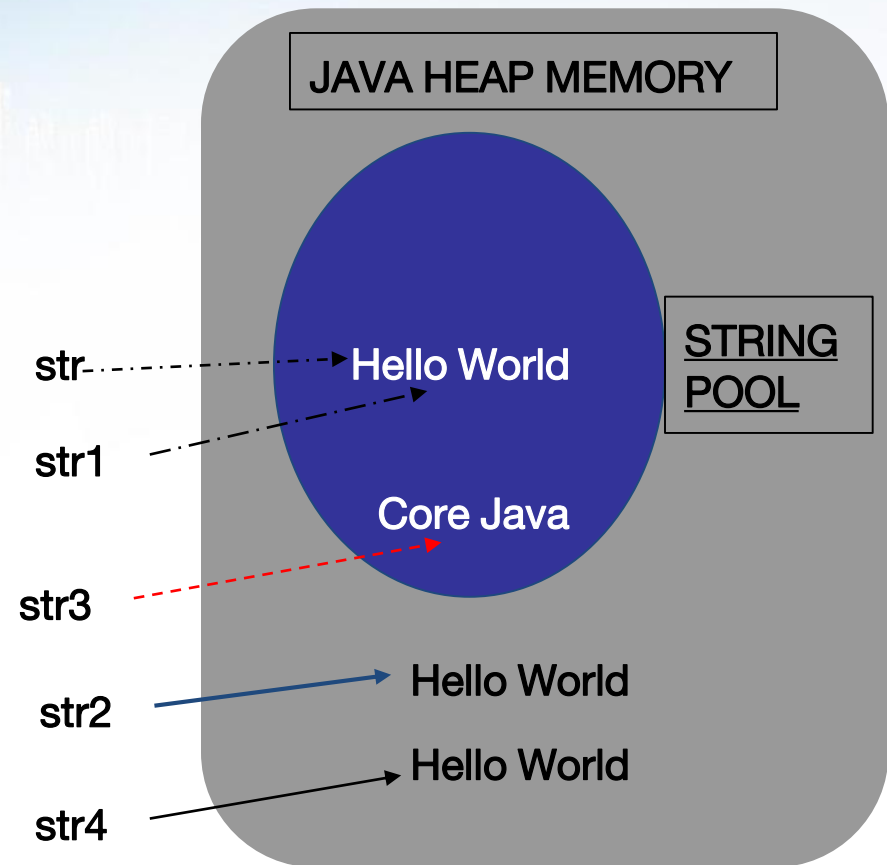 JAVA HEAP MEMORY
str
Hello World
STRING
POOL
str1
Core Java
str3
str2
Hello World
str4
Hello World